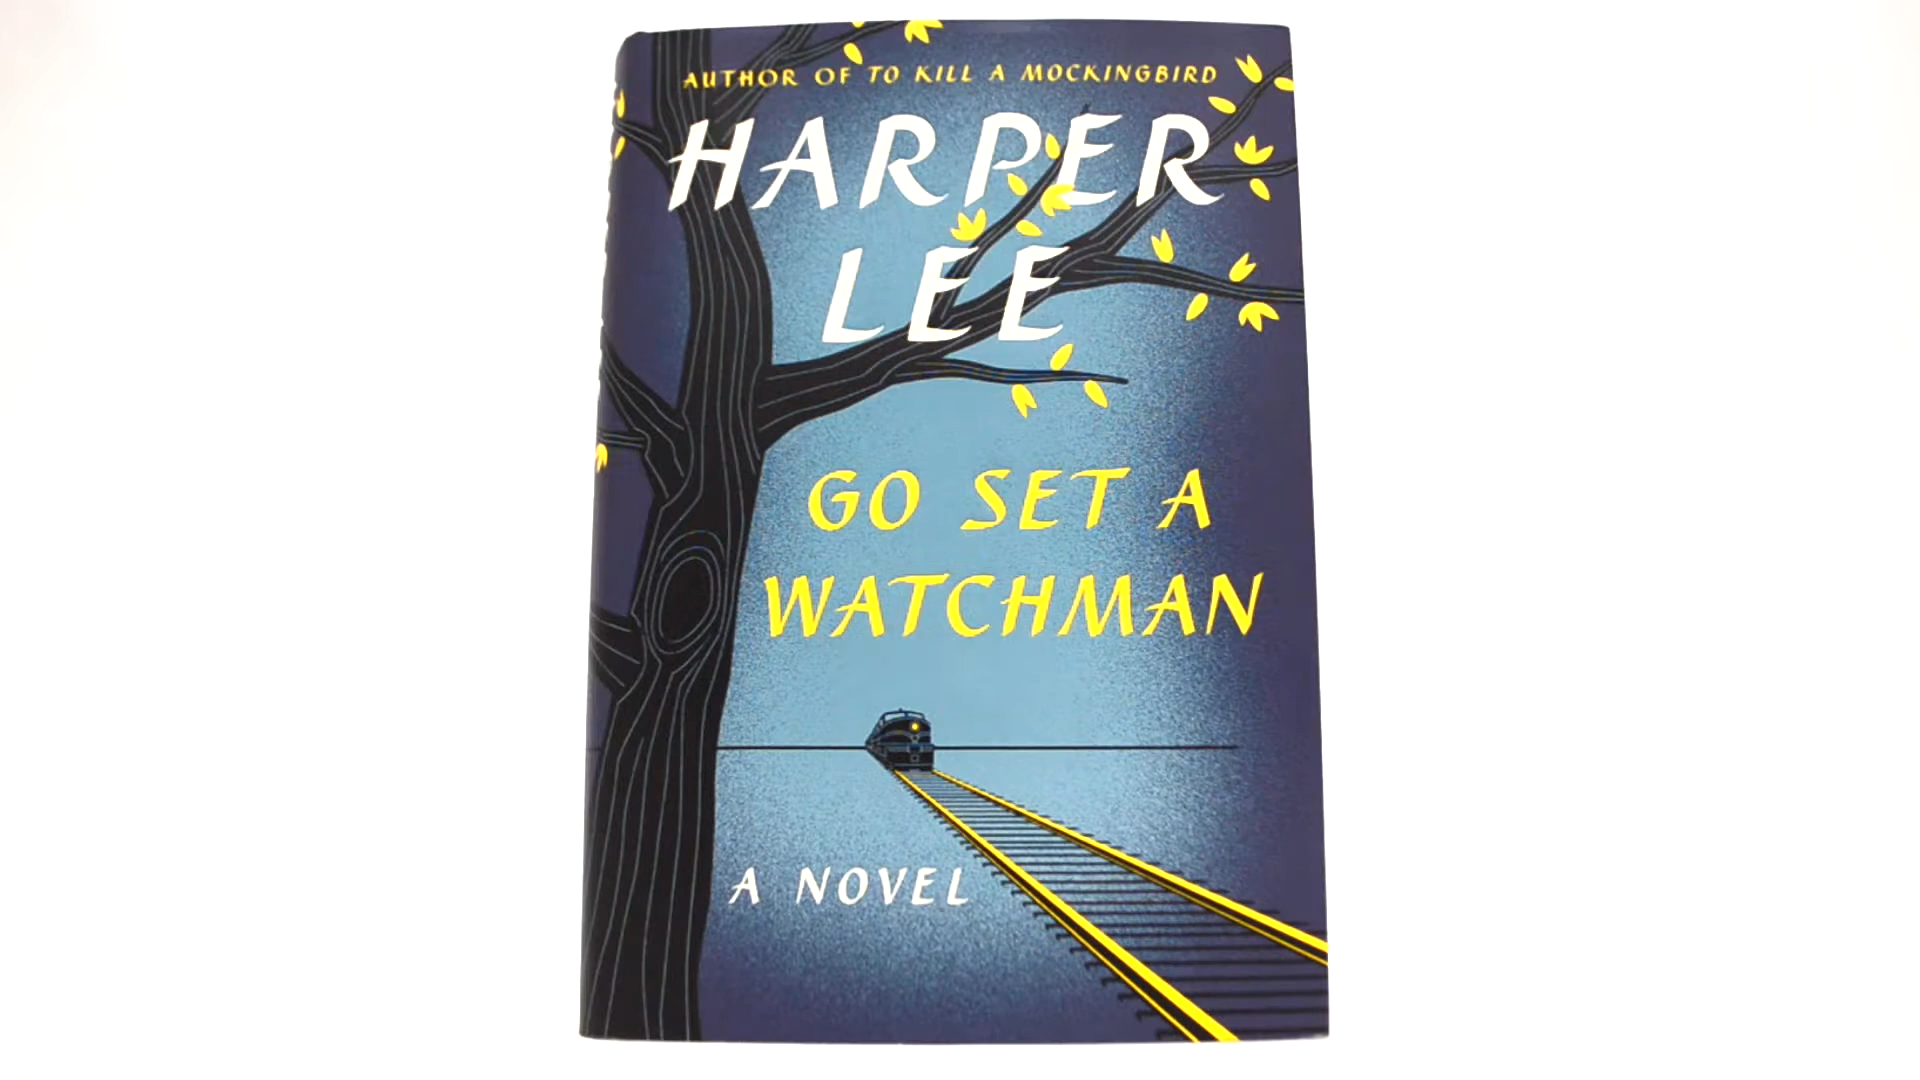 AUTHOR OF TO KILL A MOCKINGBIRD
HARPER
LEE
GO SET A
WATCHMAN
A NOVEL